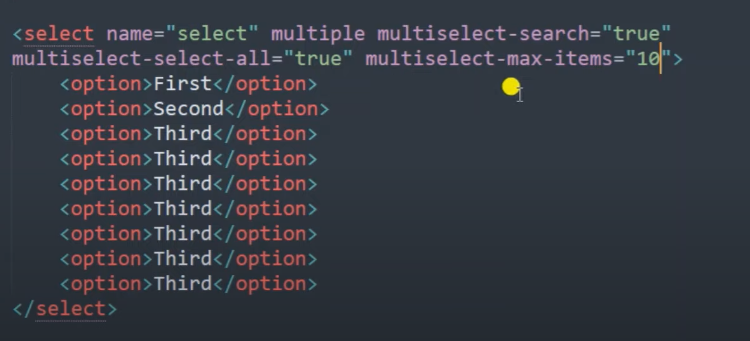 <select name="select" multiple multiselect-search="true"
multiselect-select-all="true" multiselect-max-items="10">
<option>First</option>
<option>Second</option>
<option>Third</option>
<option>Third</option>
<option>Third</option>
<option>Third</option>
<option>Third</option>
<option>Third</option>
<option>Third</option>
</select>